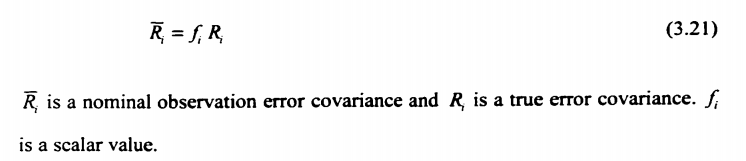 R̅ᵢ = fᵢ Rᵢ (3.21)
R̅ᵢ is a nominal observation error covariance and Rᵢ is a true error covariance. fᵢ
is a scalar value.